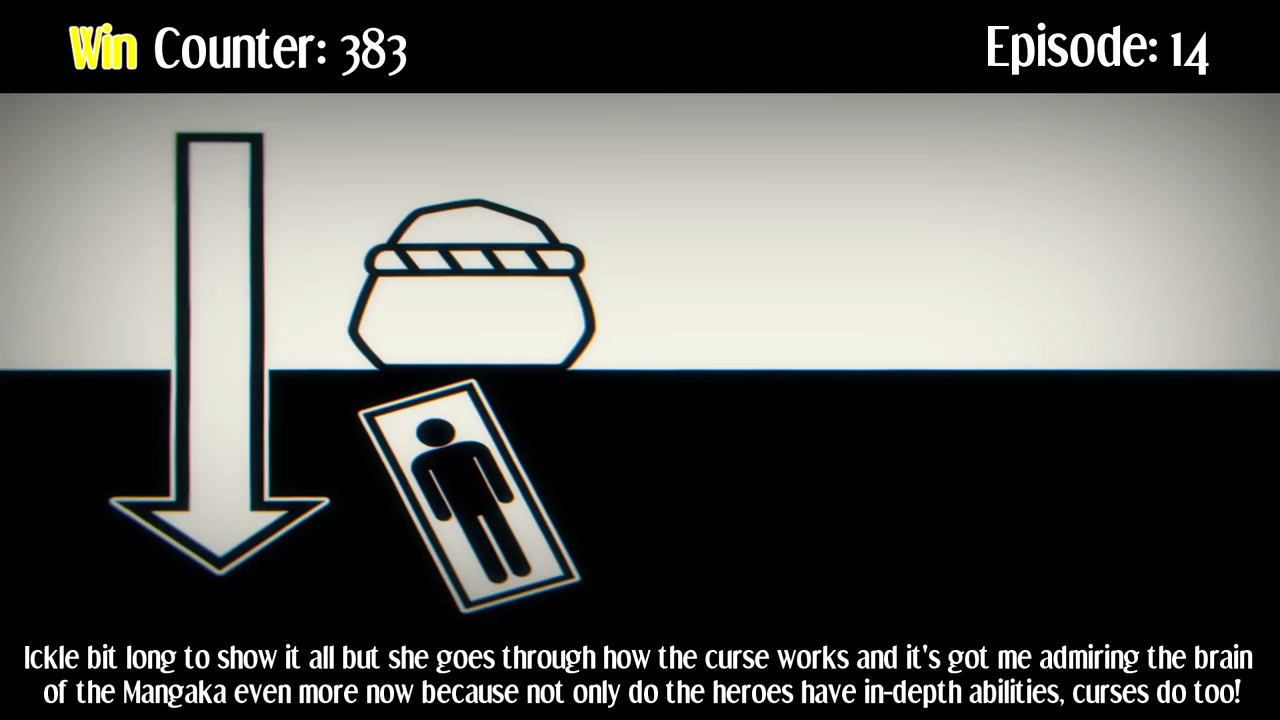 Win Counter: 383
Episode: 14
Ickle bit long to show it all but she goes through how the curse works and it's got me admiring the brain
of the Mangaka even more now because not only do the heroes have in-depth abilities, curses do too!